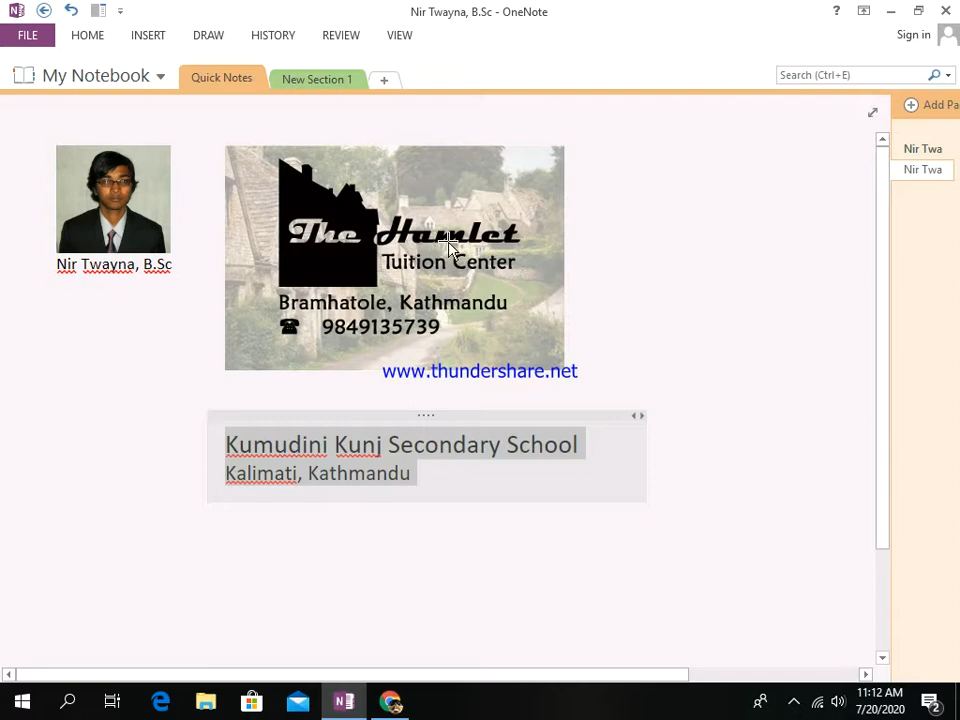 Nir Twayna, B.Sc - OneNote
Sign in
FILE HOME INSERT DRAW HISTORY REVIEW VIEW
My Notebook Quick Notes New Section 1
Search (Ctrl+E)
Add Pa
Nir Twa
Nir Twa
Nir Twayna, B.Sc
The Hamlet
Tuition Center
Bramhatole, Kathmandu
☎ 9849135739
www.thundershare.net
Kumudini Kunj Secondary School
Kalimati, Kathmandu
11:12 AM
7/20/2020
2